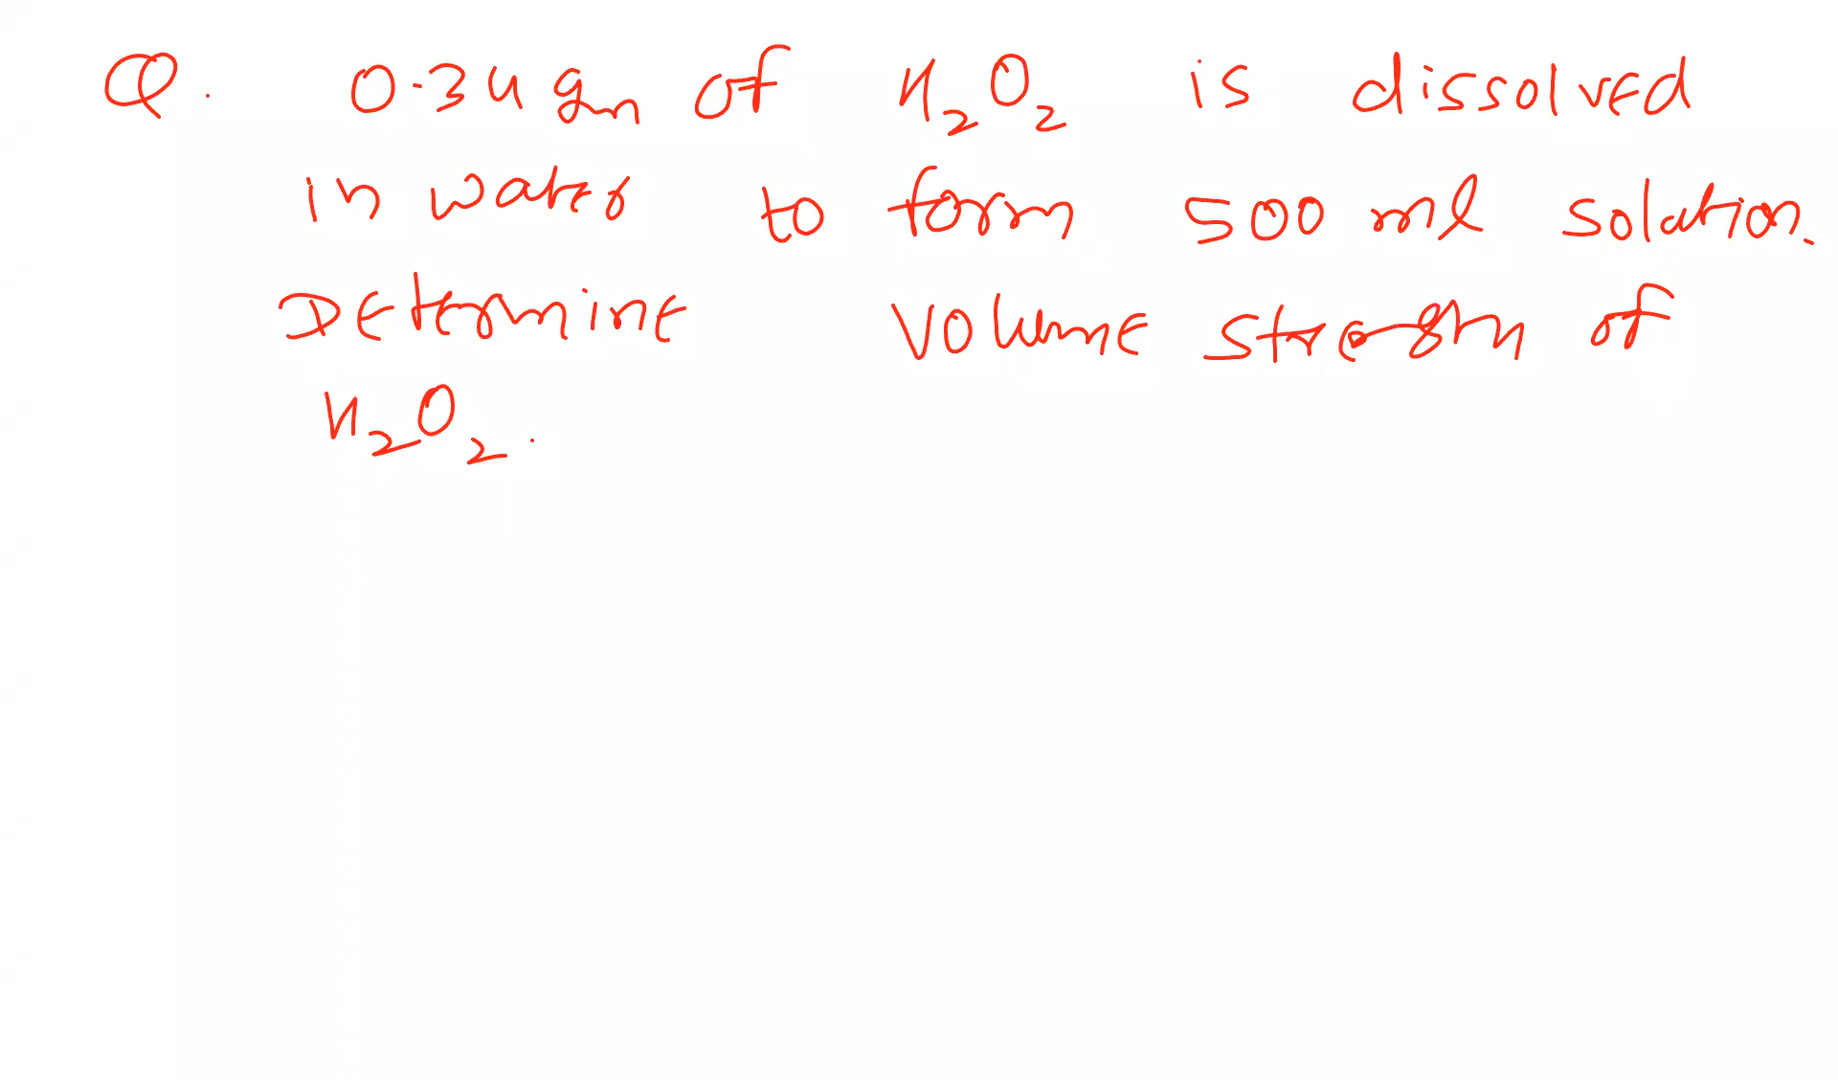 Q. 0.34 gm of H₂O₂ is dissolved
in water to form 500 ml solution.
Determine volume strength of
H₂O₂.